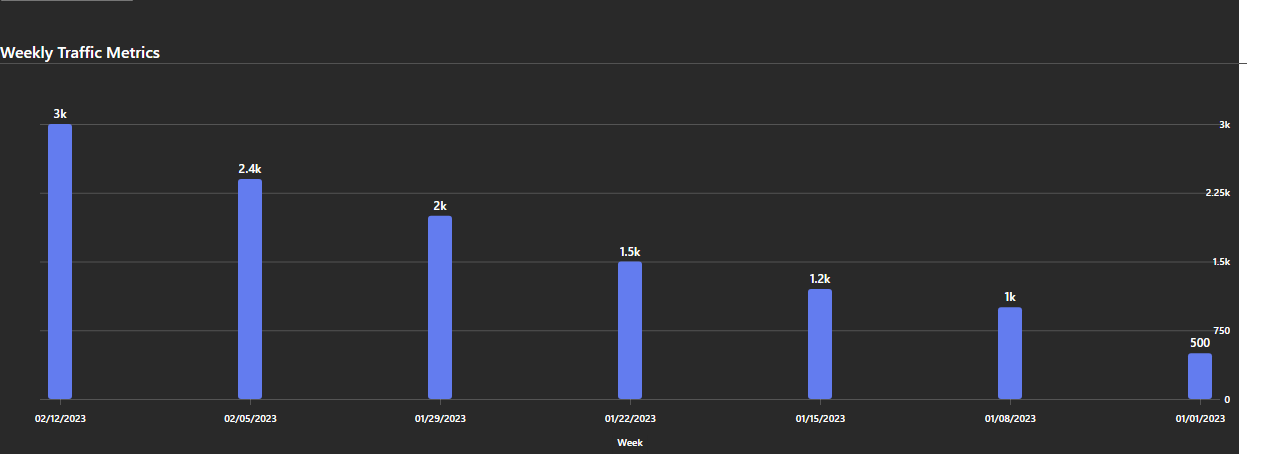 Weekly Traffic Metrics
3k
3k
2.4k
2.25k
2k
1.5k
1.5k
1.2k
1k
750
500
0
02/12/2023 02/05/2023 01/29/2023 01/22/2023 01/15/2023 01/08/2023 01/01/2023
Week